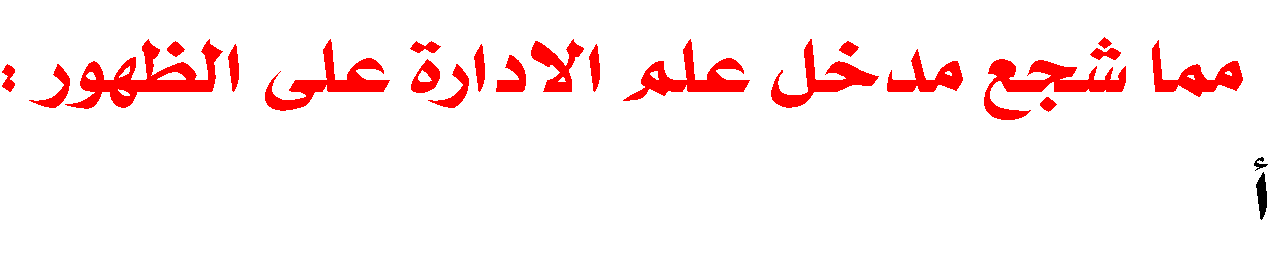 مما شجع مدخل علم الادارة على الظهور :
أ